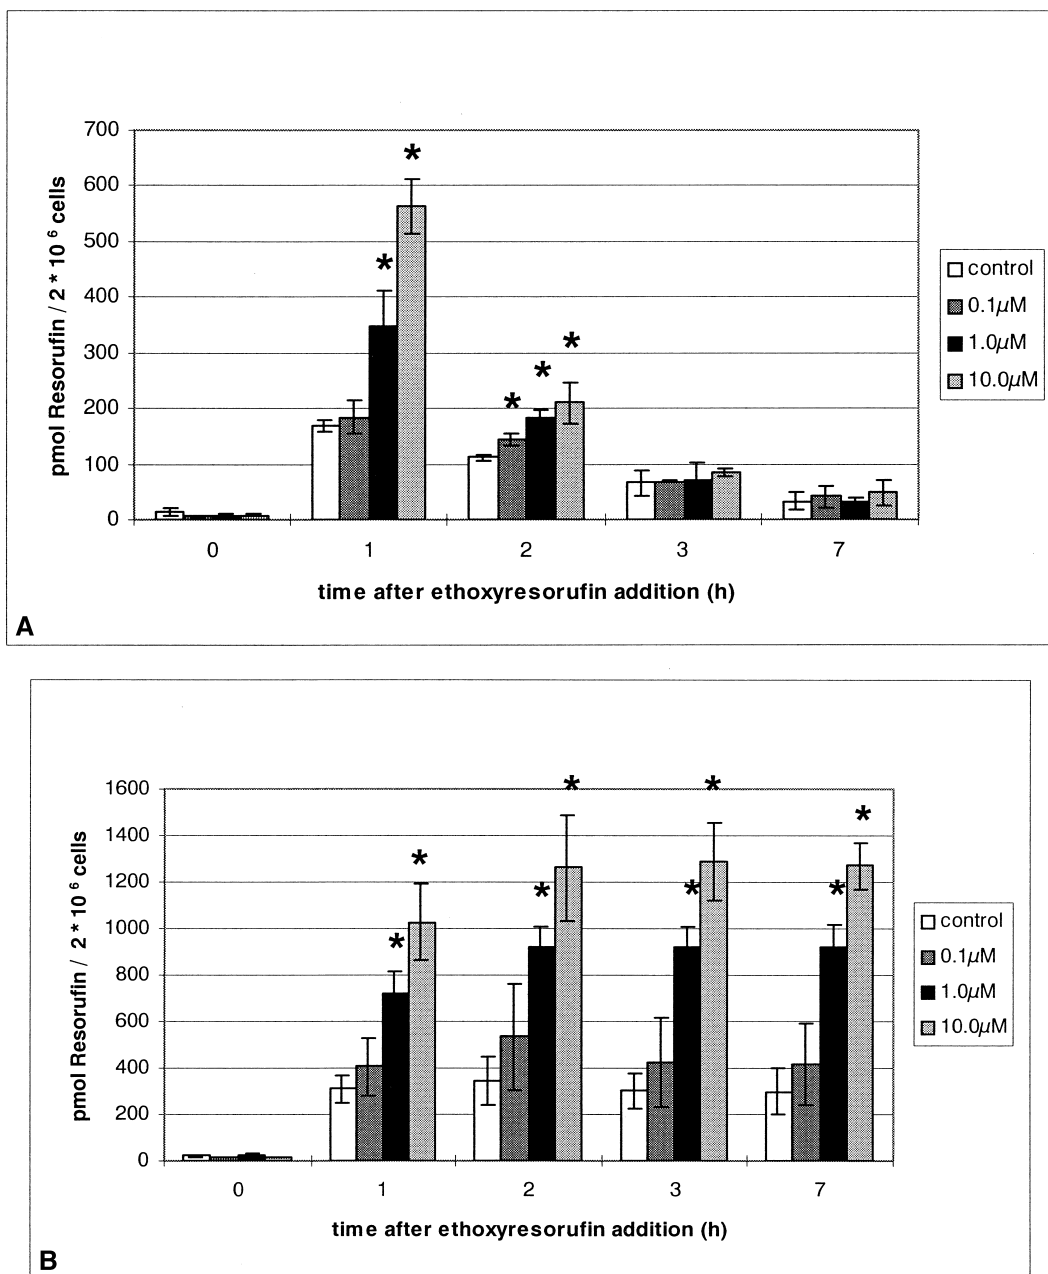 700
600
500
400
300
200
100
0
pmol Resorufin / 2 * 10 6 cells
* * * * *
control
0.1µM
1.0µM
10.0µM
0 1 2 3 7
time after ethoxyresorufin addition (h)
A
1600
1400
1200
1000
800
600
400
200
0
pmol Resorufin / 2 * 10 6 cells
* * * * * * * *
control
0.1µM
1.0µM
10.0µM
0 1 2 3 7
time after ethoxyresorufin addition (h)
B